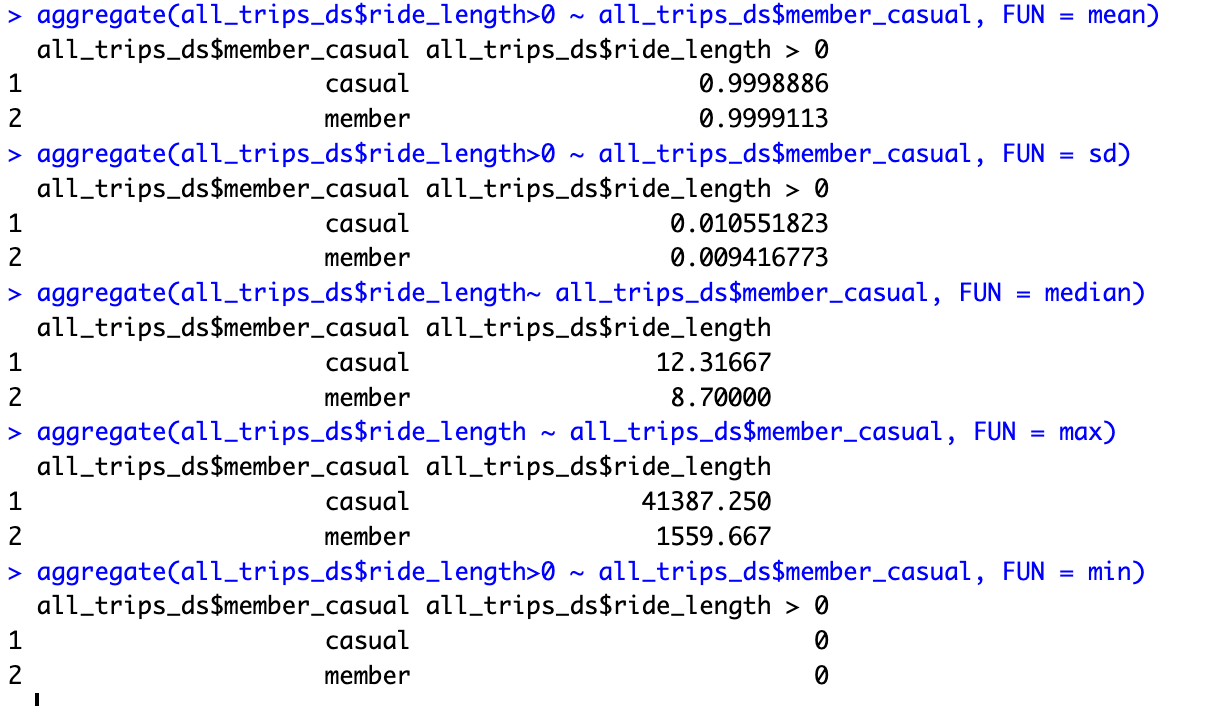 > aggregate(all_trips_ds$ride_length>0 ~ all_trips_ds$member_casual, FUN = mean)
  all_trips_ds$member_casual all_trips_ds$ride_length > 0
1                     casual                    0.9998886
2                     member                    0.9999113
> aggregate(all_trips_ds$ride_length>0 ~ all_trips_ds$member_casual, FUN = sd)
  all_trips_ds$member_casual all_trips_ds$ride_length > 0
1                     casual                  0.010551823
2                     member                  0.009416773
> aggregate(all_trips_ds$ride_length~ all_trips_ds$member_casual, FUN = median)
  all_trips_ds$member_casual all_trips_ds$ride_length
1                     casual                 12.31667
2                     member                  8.70000
> aggregate(all_trips_ds$ride_length ~ all_trips_ds$member_casual, FUN = max)
  all_trips_ds$member_casual all_trips_ds$ride_length
1                     casual                41387.250
2                     member                 1559.667
> aggregate(all_trips_ds$ride_length>0 ~ all_trips_ds$member_casual, FUN = min)
  all_trips_ds$member_casual all_trips_ds$ride_length > 0
1                     casual                            0
2                     member                            0